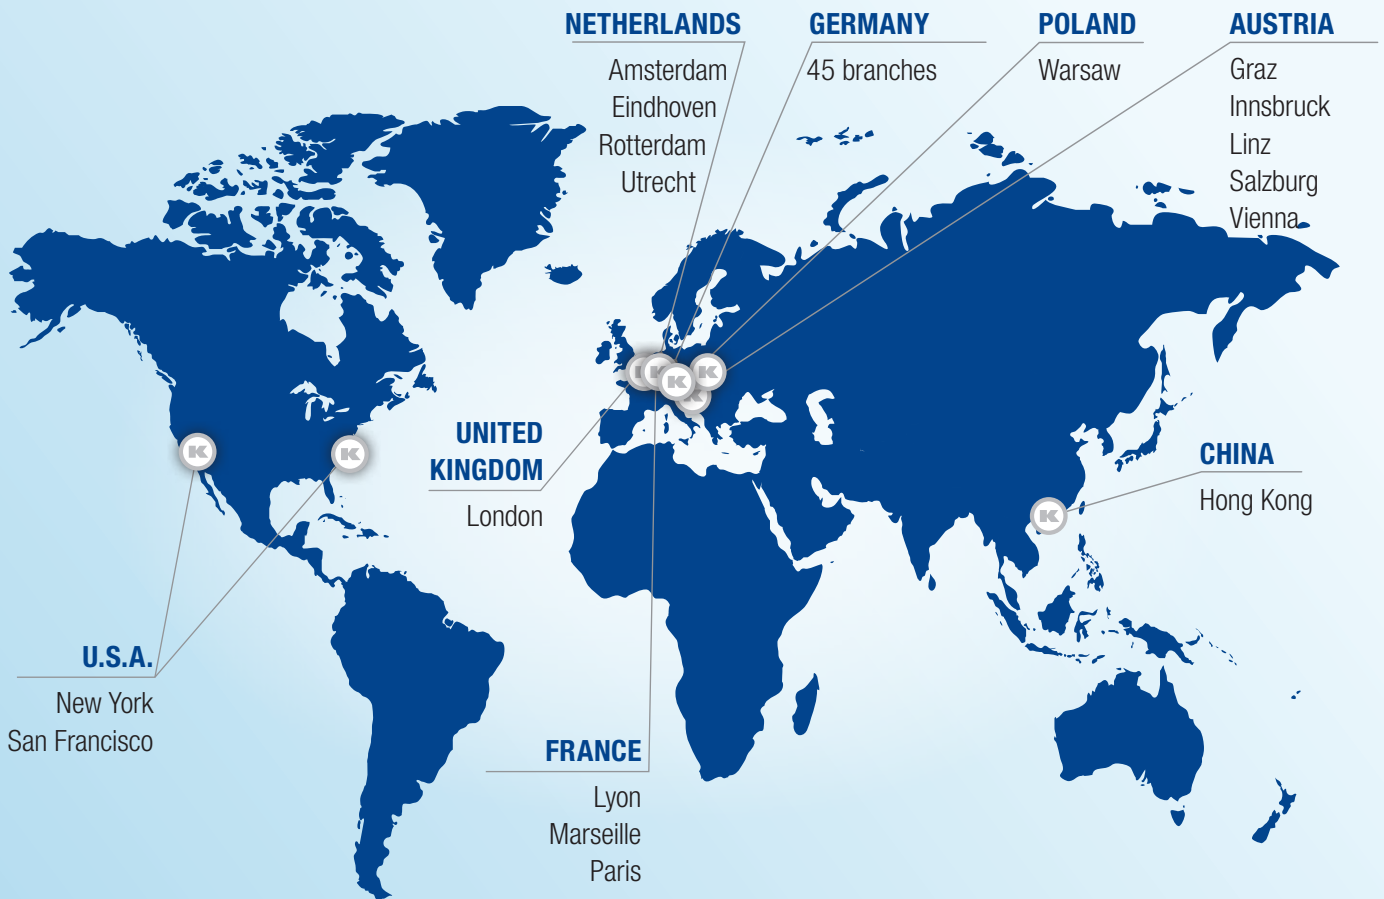 NETHERLANDS
Amsterdam
Eindhoven
Rotterdam
Utrecht
GERMANY
45 branches
POLAND
Warsaw
AUSTRIA
Graz
Innsbruck
Linz
Salzburg
Vienna
UNITED
KINGDOM
London
CHINA
Hong Kong
U.S.A.
New York
San Francisco
FRANCE
Lyon
Marseille
Paris
K
K
K
K
K
K
K
K